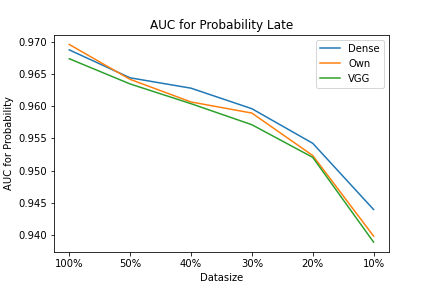 AUC for Probability Late
AUC for Probability
0.970
0.965
0.960
0.955
0.950
0.945
0.940
Dense
Own
VGG
100% 50% 40% 30% 20% 10%
Datasize